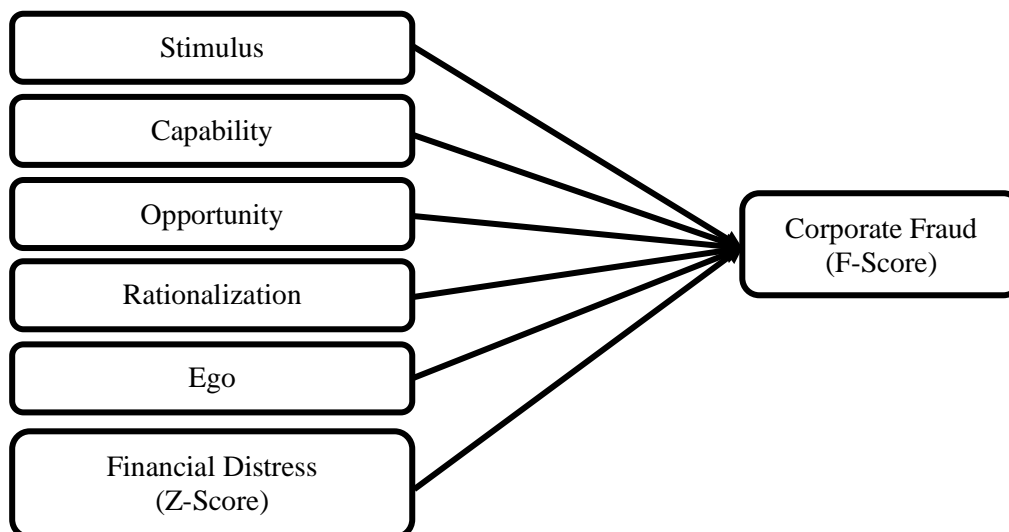 Stimulus
Capability
Opportunity
Rationalization
Ego
Financial Distress
(Z-Score)
Corporate Fraud
(F-Score)